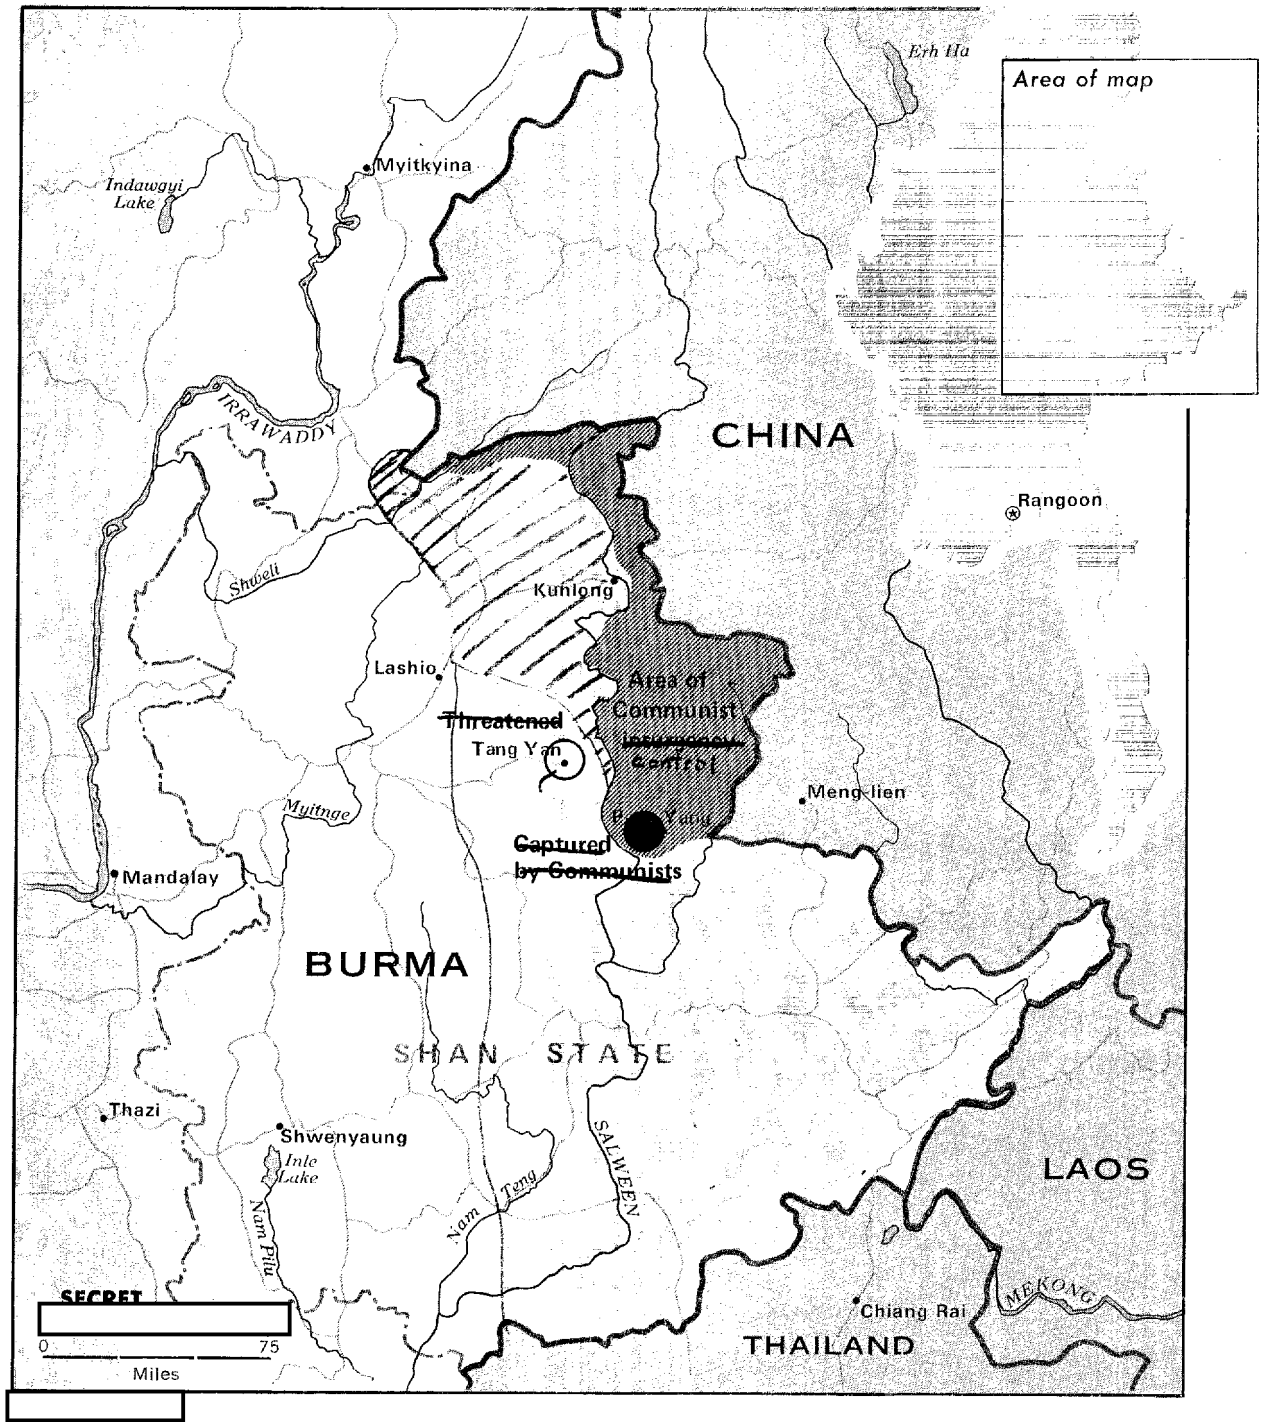 Erh Ha
Area of map
Myitkyina
Indawgyi
Lake
IRRAWADDY
CHINA
Rangoon
Shweli
Kunlong
Lashio
Area of
Communist
Threatened
Tang Yan
control
Meng-lien
Myitnge
Captured
by Communists
Mandalay
BURMA
SHAN STATE
Thazi
Shwenyaung
Inle
Lake
SALWEEN
Nam Teng
Nam Pilu
LAOS
MEKONG
Chiang Rai
THAILAND
SECRET
0 75
Miles